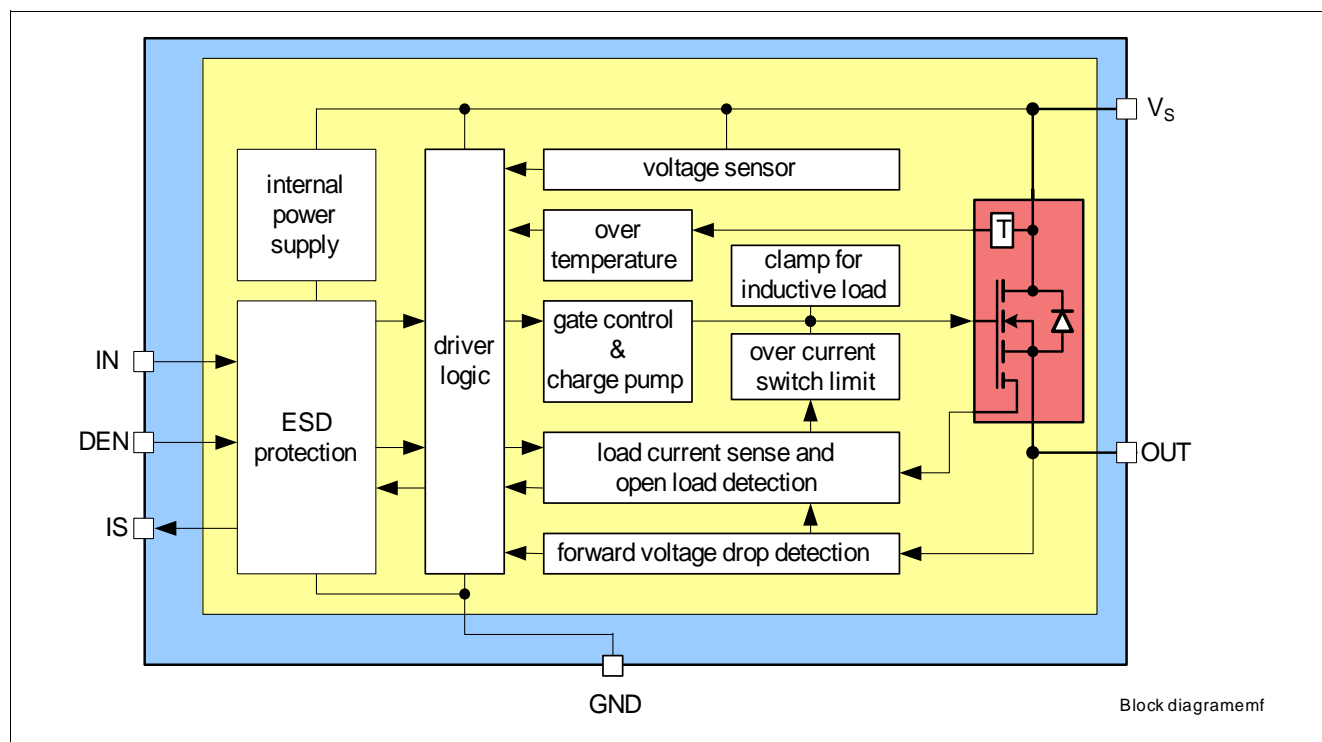 V_S
internal
power
supply
voltage sensor
over
temperature
T
clamp for
inductive load
driver
logic
gate control
&
charge pump
over current
switch limit
IN
DEN
IS
ESD
protection
load current sense and
open load detection
OUT
forward voltage drop detection
GND
Block diagramemf